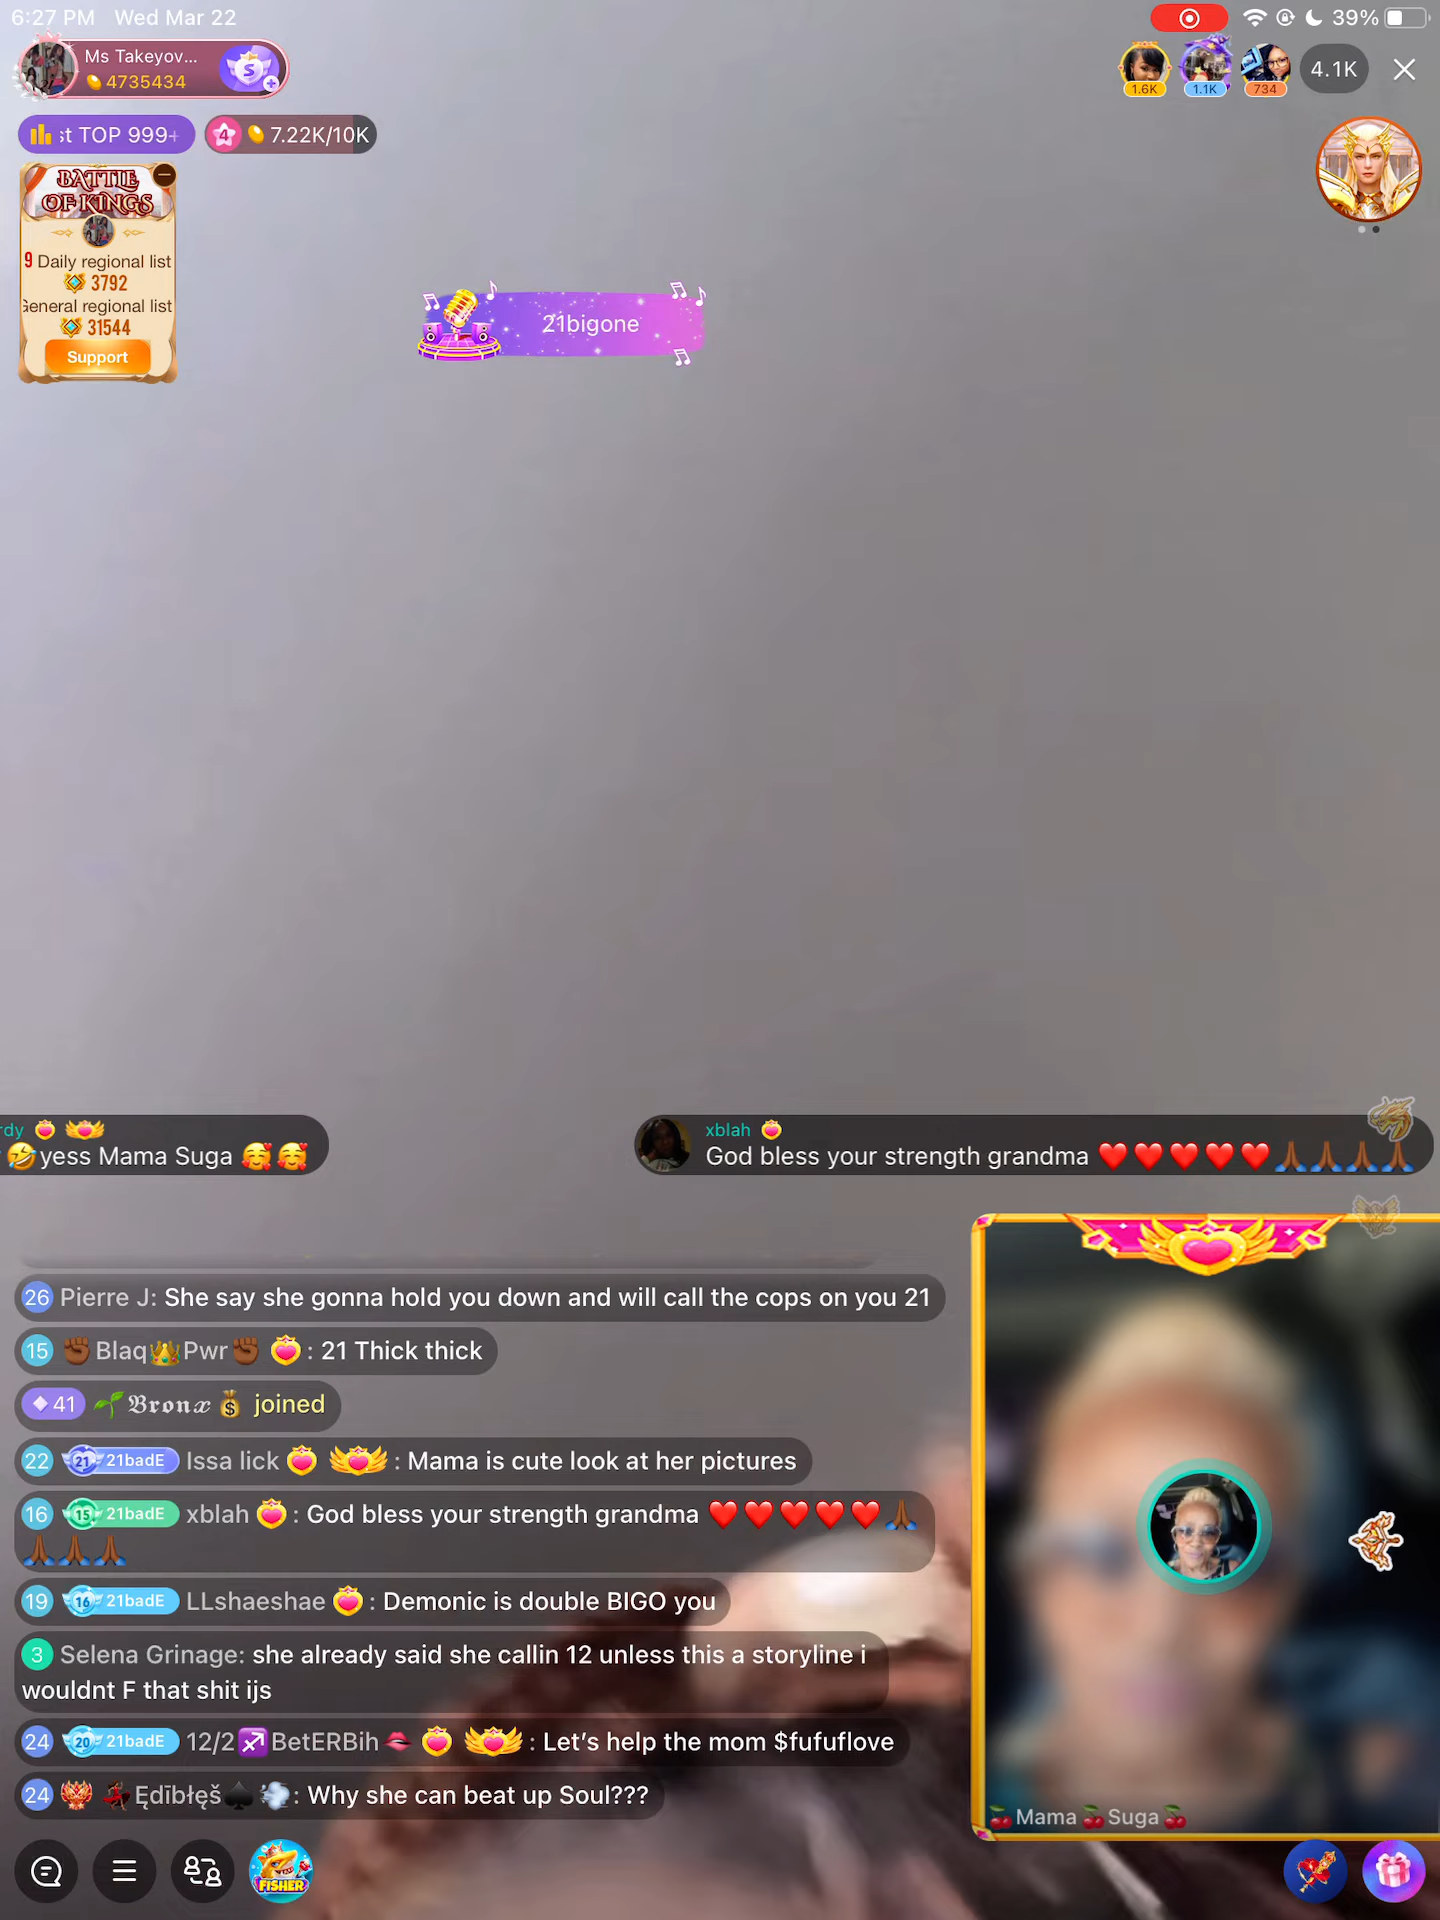 6:27 PM Wed Mar 22
39%
Ms Takeyov...
4735434
S
1.6K
1.1K
734
4.1K
st TOP 999+
4
7.22K/10K
BATTLE
OF KINGS
9 Daily regional list
3792
General regional list
31544
Support
21bigone
rdy
🤣yess Mama Suga 🥰🥰
xblah
God bless your strength grandma ❤️❤️❤️❤️❤️🙏🏾🙏🏾🙏🏾🙏🏾
26 Pierre J: She say she gonna hold you down and will call the cops on you 21
15 ✊🏾Blaq👑Pwr✊🏾 : 21 Thick thick
41 🌱𝕭𝖗𝖔𝖓𝔁💰 joined
22 21 21badE Issa lick : Mama is cute look at her pictures
16 15 21badE xblah : God bless your strength grandma ❤️❤️❤️❤️❤️🙏🏾
🙏🏾🙏🏾🙏🏾
19 16 21badE LLshaeshae : Demonic is double BIGO you
3 Selena Grinage: she already said she callin 12 unless this a storyline i
wouldnt F that shit ijs
24 20 21badE 12/2♐BetERBih💋 : Let's help the mom $fufuflove
24 💃🏾Ędībłęš♠️💨: Why she can beat up Soul???
🍒Mama🍒Suga🍒
FISHER